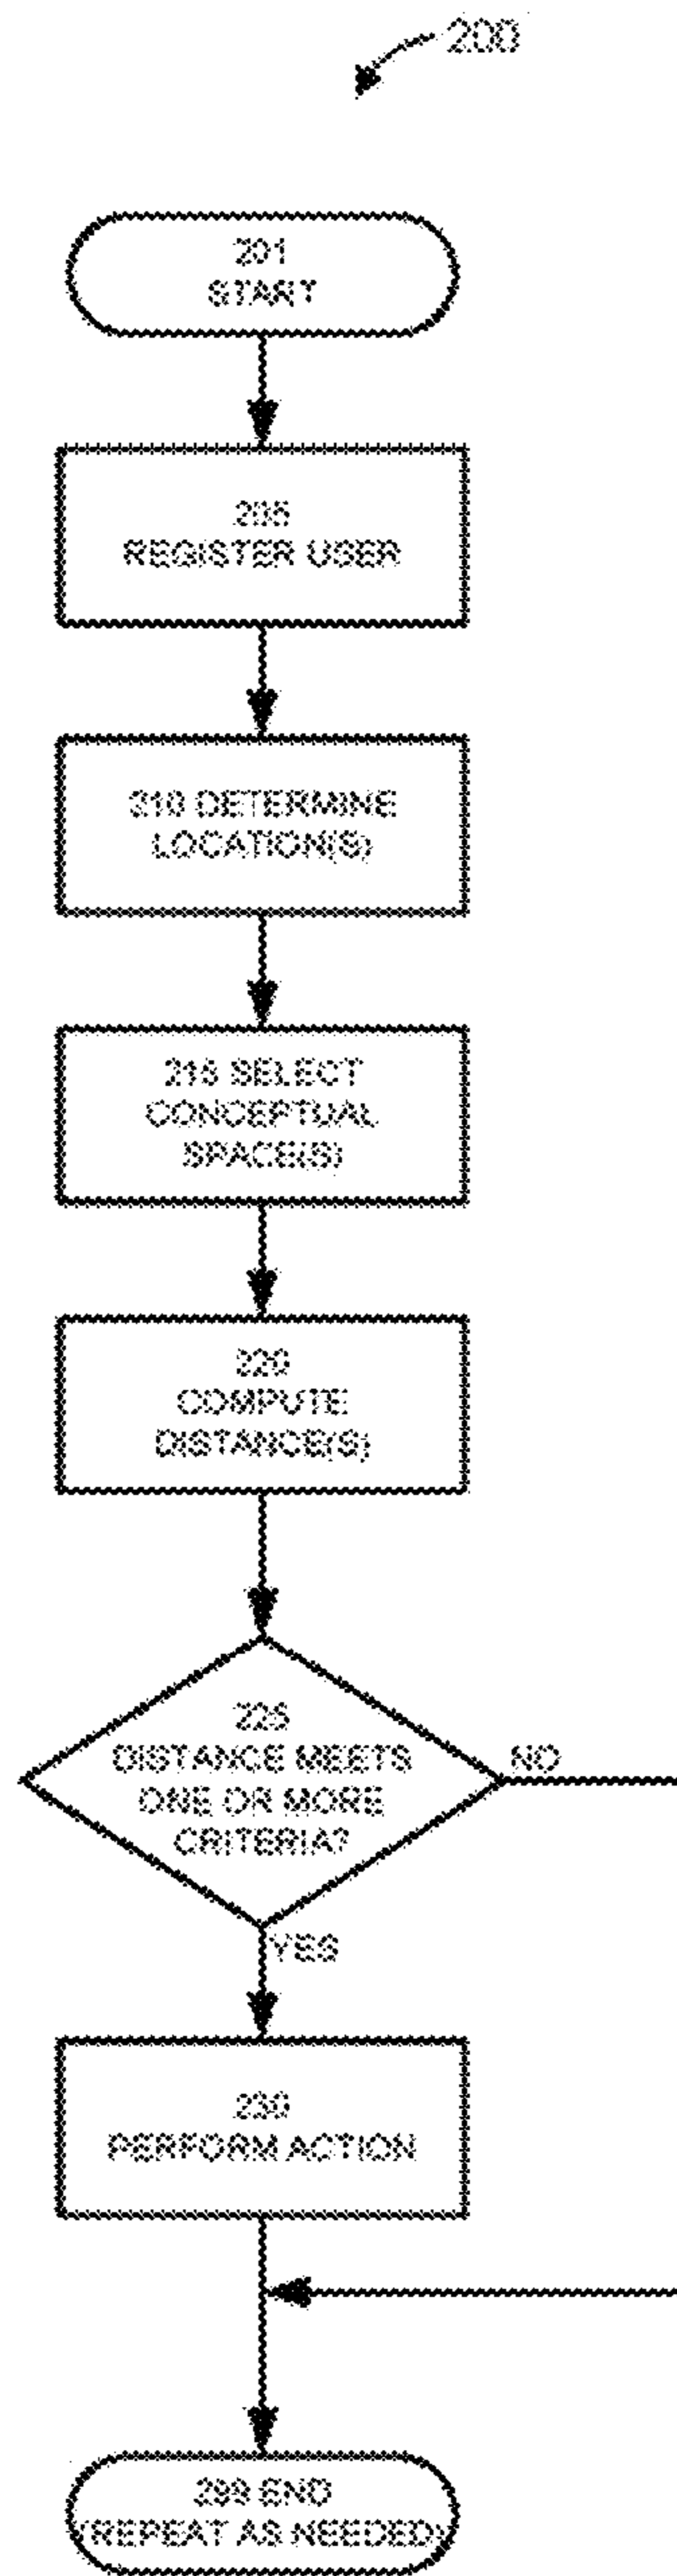 200
201
START
205
REGISTER USER
210 DETERMINE
LOCATION(S)
215 SELECT
CONCEPTUAL
SPACE(S)
220
COMPUTE
DISTANCE(S)
225
DISTANCE MEETS
ONE OR MORE
CRITERIA?
NO
YES
230
PERFORM ACTION
299 END
(REPEAT AS NEEDED)